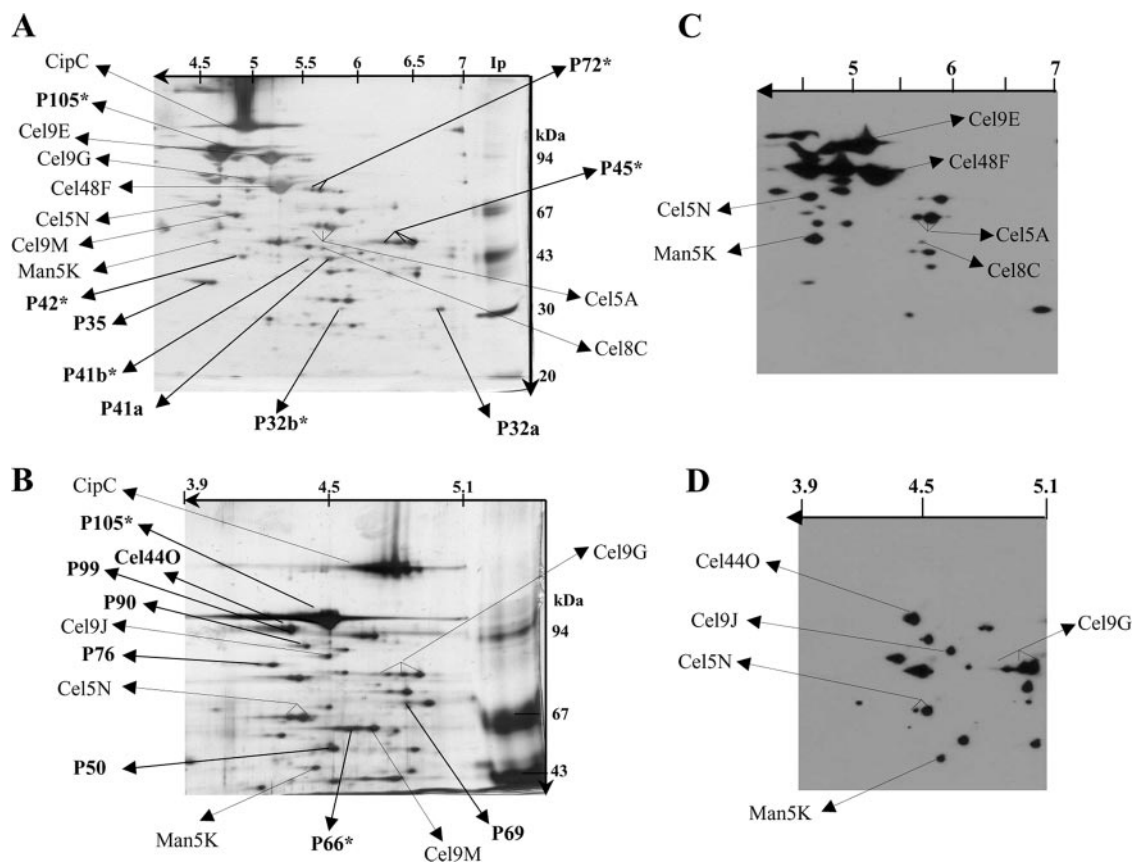 A
CipC
P105*
Cel9E
Cel9G
Cel48F
Cel5N
Cel9M
Man5K
P42*
P35
P41b*
P41a
P32b*
P32a
Cel8C
Cel5A
P45*
P72*
4.5 5 5.5 6 6.5 7 Ip
kDa
94
67
43
30
20
C
5 6 7
Cel9E
Cel48F
Cel5N
Cel5A
Man5K
Cel8C
B
3.9 4.5 5.1
CipC
P105*
Cel44O
P99
P90
Cel9J
P76
Cel5N
P50
Man5K
P66*
Cel9M
P69
Cel9G
kDa
94
67
43
D
3.9 4.5 5.1
Cel44O
Cel9J
Cel9G
Cel5N
Man5K